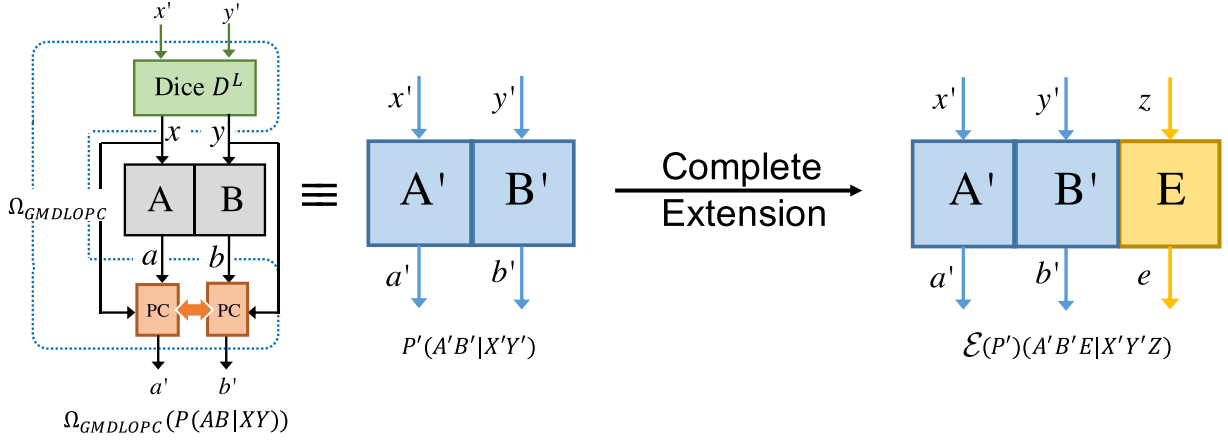 x' y'
Dice D^L
x y
Ω_GMDLOPC
A B
a b
PC PC
a' b'
Ω_GMDLOPC(P(AB|XY))
≡
x' y'
A' B'
a' b'
P'(A'B'|X'Y')
Complete
Extension
x' y' z
A' B' E
a' b' e
ℰ(P')(A'B'E|X'Y'Z)